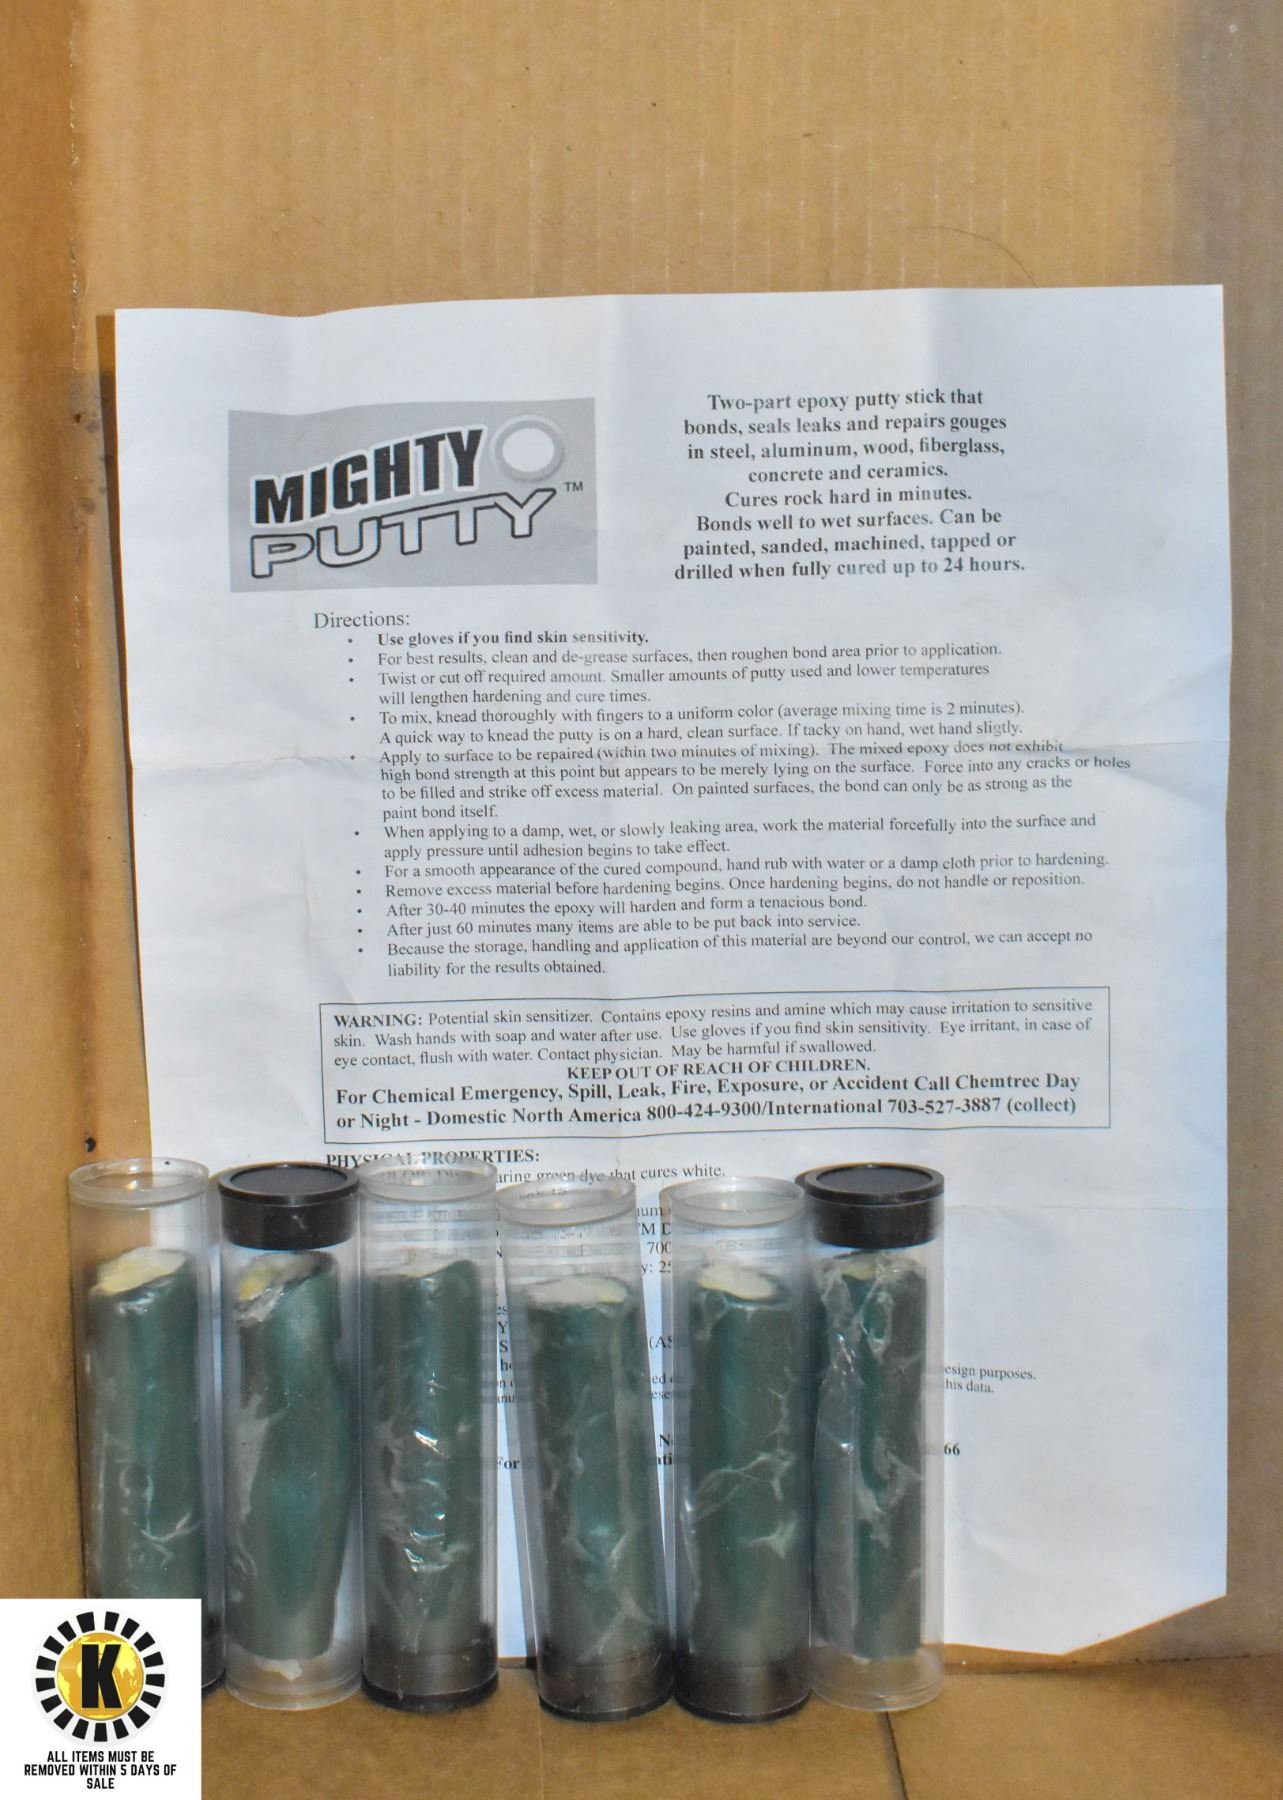 MIGHTY
PUTTY™
Two-part epoxy putty stick that
bonds, seals leaks and repairs gouges
in steel, aluminum, wood, fiberglass,
concrete and ceramics.
Cures rock hard in minutes.
Bonds well to wet surfaces. Can be
painted, sanded, machined, tapped or
drilled when fully cured up to 24 hours.
Directions:
• Use gloves if you find skin sensitivity.
• For best results, clean and de-grease surfaces, then roughen bond area prior to application.
• Twist or cut off required amount. Smaller amounts of putty used and lower temperatures
will lengthen hardening and cure times.
• To mix, knead thoroughly with fingers to a uniform color (average mixing time is 2 minutes).
A quick way to knead the putty is on a hard, clean surface. If tacky on hand, wet hand sligtly.
• Apply to surface to be repaired (within two minutes of mixing). The mixed epoxy does not exhibit
high bond strength at this point but appears to be merely lying on the surface. Force into any cracks or holes
to be filled and strike off excess material. On painted surfaces, the bond can only be as strong as the
paint bond itself.
• When applying to a damp, wet, or slowly leaking area, work the material forcefully into the surface and
apply pressure until adhesion begins to take effect.
• For a smooth appearance of the cured compound, hand rub with water or a damp cloth prior to hardening.
• Remove excess material before hardening begins. Once hardening begins, do not handle or reposition.
• After 30-40 minutes the epoxy will harden and form a tenacious bond.
• After just 60 minutes many items are able to be put back into service.
• Because the storage, handling and application of this material are beyond our control, we can accept no
liability for the results obtained.
WARNING: Potential skin sensitizer. Contains epoxy resins and amine which may cause irritation to sensitive
skin. Wash hands with soap and water after use. Use gloves if you find skin sensitivity. Eye irritant, in case of
eye contact, flush with water. Contact physician. May be harmful if swallowed.
KEEP OUT OF REACH OF CHILDREN.
For Chemical Emergency, Spill, Leak, Fire, Exposure, or Accident Call Chemtrec Day
or Night - Domestic North America 800-424-9300/International 703-527-3887 (collect)
PHYSICAL PROPERTIES:
green dye that cures white.
700
esign purposes.
his data.
66
K
ALL ITEMS MUST BE
REMOVED WITHIN 5 DAYS OF
SALE